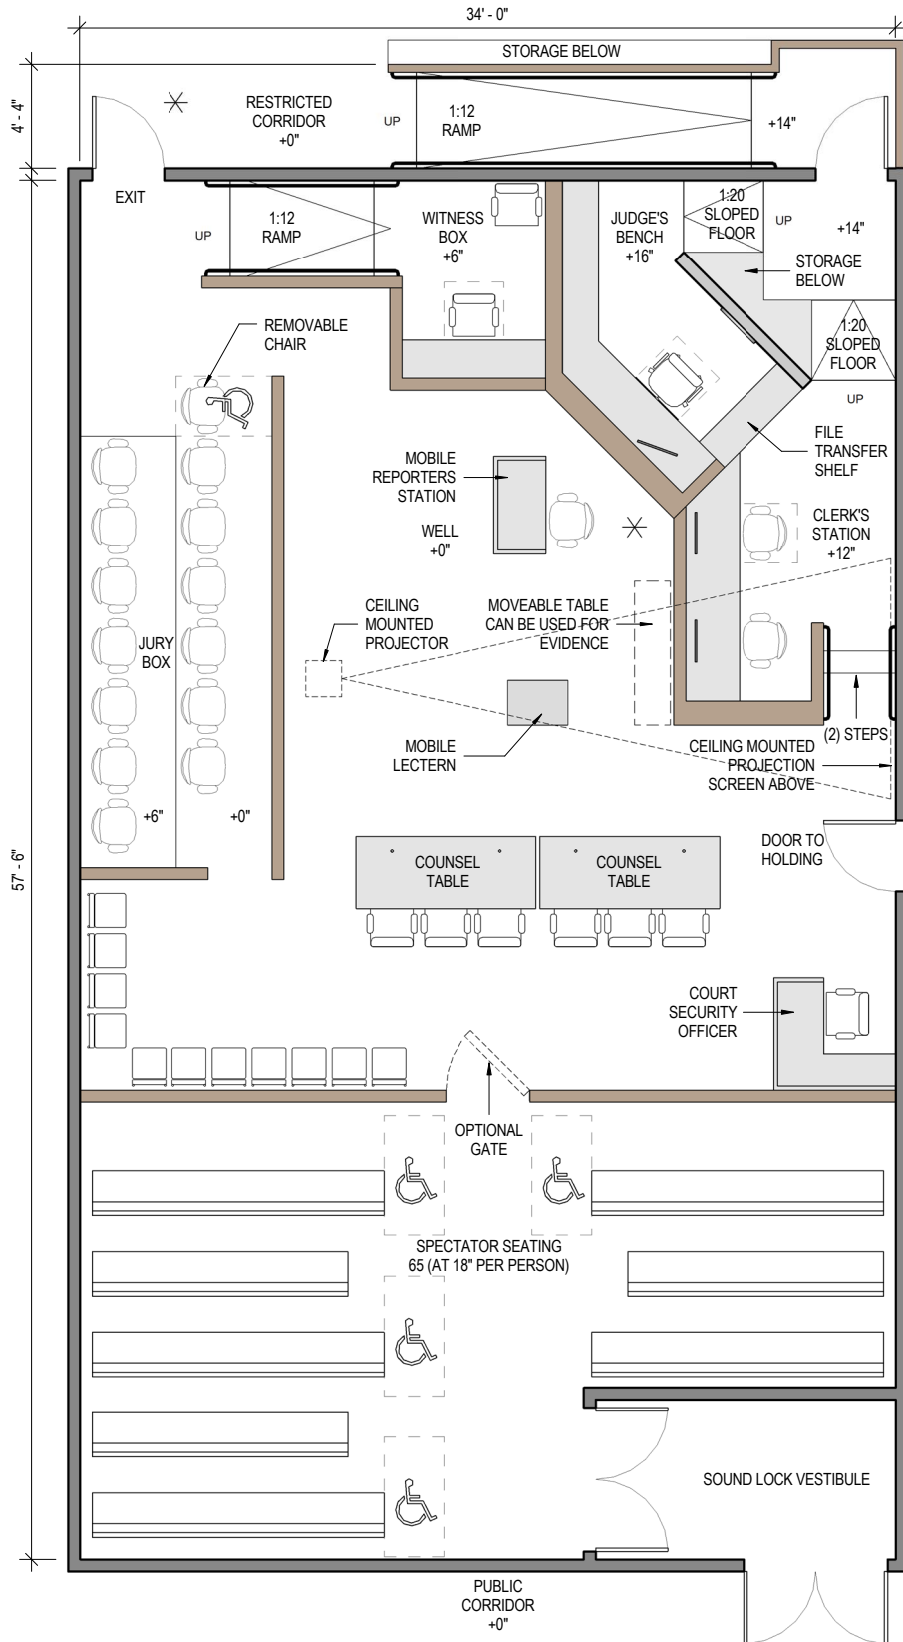 34' - 0"
STORAGE BELOW
4' - 4"
RESTRICTED
CORRIDOR
+0"
UP
1:12
RAMP
+14"
EXIT
UP
1:12
RAMP
WITNESS
BOX
+6"
JUDGE'S
BENCH
+16"
1:20
SLOPED
FLOOR
UP
+14"
STORAGE
BELOW
1:20
SLOPED
FLOOR
UP
REMOVABLE
CHAIR
FILE
TRANSFER
SHELF
MOBILE
REPORTERS
STATION
WELL
+0"
CLERK'S
STATION
+12"
CEILING
MOUNTED
PROJECTOR
MOVEABLE TABLE
CAN BE USED FOR
EVIDENCE
JURY
BOX
MOBILE
LECTERN
(2) STEPS
CEILING MOUNTED
PROJECTION
SCREEN ABOVE
+6"
+0"
57' - 6"
COUNSEL
TABLE
COUNSEL
TABLE
DOOR TO
HOLDING
COURT
SECURITY
OFFICER
OPTIONAL
GATE
SPECTATOR SEATING
65 (AT 18" PER PERSON)
SOUND LOCK VESTIBULE
PUBLIC
CORRIDOR
+0"